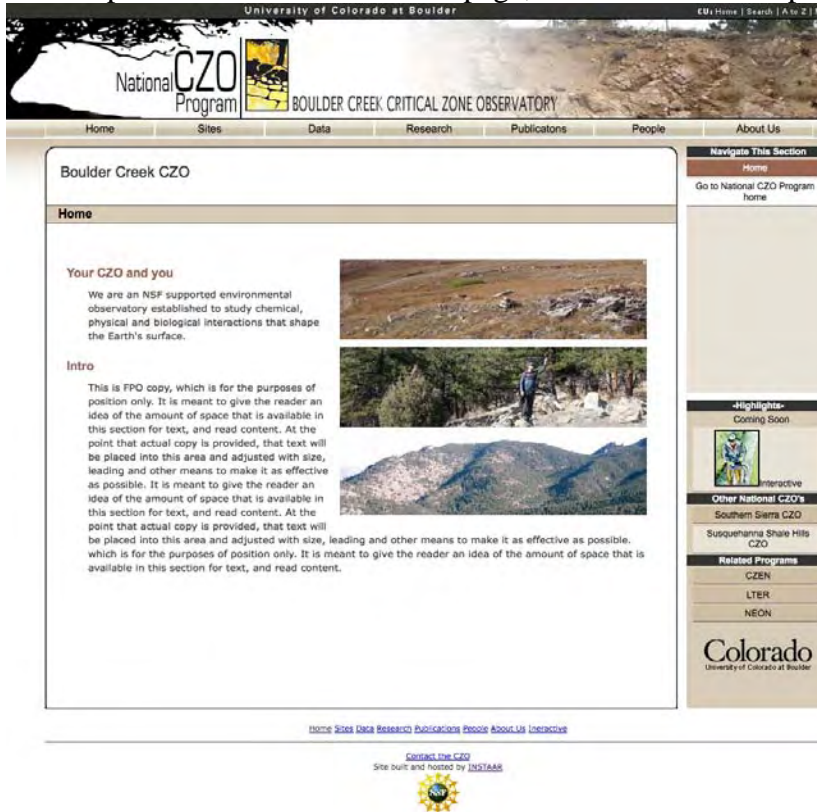 University of Colorado at Boulder
CU: Home | Search | A to Z |
National CZO Program
BOULDER CREEK CRITICAL ZONE OBSERVATORY
Home Sites Data Research Publicatons People About Us
Boulder Creek CZO
Home
Your CZO and you
We are an NSF supported environmental
observatory established to study chemical,
physical and biological interactions that shape
the Earth's surface.
Intro
This is FPO copy, which is for the purposes of
position only. It is meant to give the reader an
idea of the amount of space that is available in
this section for text, and read content. At the
point that actual copy is provided, that text will
be placed into this area and adjusted with size,
leading and other means to make it as effective
as possible. It is meant to give the reader an
idea of the amount of space that is available in
this section for text, and read content. At the
point that actual copy is provided, that text will
be placed into this area and adjusted with size, leading and other means to make it as effective as possible.
which is for the purposes of position only. It is meant to give the reader an idea of the amount of space that is
available in this section for text, and read content.
Navigate This Section
Home
Go to National CZO Program
home
-Highlights-
Coming Soon
Interactive
Other National CZO's
Southern Sierra CZO
Susquehanna Shale Hills
CZO
Related Programs
CZEN
LTER
NEON
Colorado
University of Colorado at Boulder
Home Sites Data Research Publications People About Us Ineractive
Contact the CZO
Site built and hosted by INSTAAR
NSF